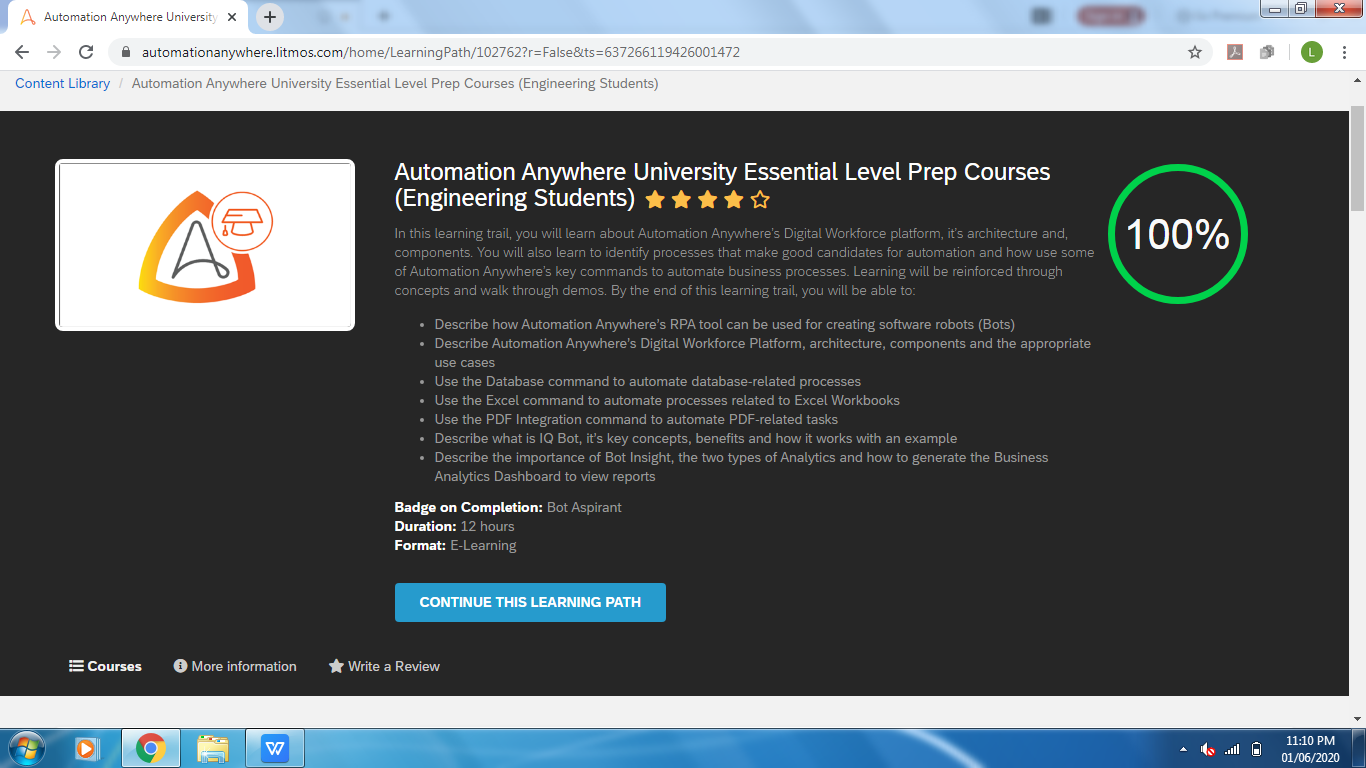 Automation Anywhere University
automationanywhere.litmos.com/home/LearningPath/102762?r=False&ts=637266119426001472
L
Content Library / Automation Anywhere University Essential Level Prep Courses (Engineering Students)
Automation Anywhere University Essential Level Prep Courses
(Engineering Students)
100%
In this learning trail, you will learn about Automation Anywhere's Digital Workforce platform, it's architecture and,
components. You will also learn to identify processes that make good candidates for automation and how use some
of Automation Anywhere's key commands to automate business processes. Learning will be reinforced through
concepts and walk through demos. By the end of this learning trail, you will be able to:
• Describe how Automation Anywhere's RPA tool can be used for creating software robots (Bots)
• Describe Automation Anywhere's Digital Workforce Platform, architecture, components and the appropriate
use cases
• Use the Database command to automate database-related processes
• Use the Excel command to automate processes related to Excel Workbooks
• Use the PDF Integration command to automate PDF-related tasks
• Describe what is IQ Bot, it's key concepts, benefits and how it works with an example
• Describe the importance of Bot Insight, the two types of Analytics and how to generate the Business
Analytics Dashboard to view reports
Badge on Completion: Bot Aspirant
Duration: 12 hours
Format: E-Learning
CONTINUE THIS LEARNING PATH
Courses More information Write a Review
11:10 PM
01/06/2020